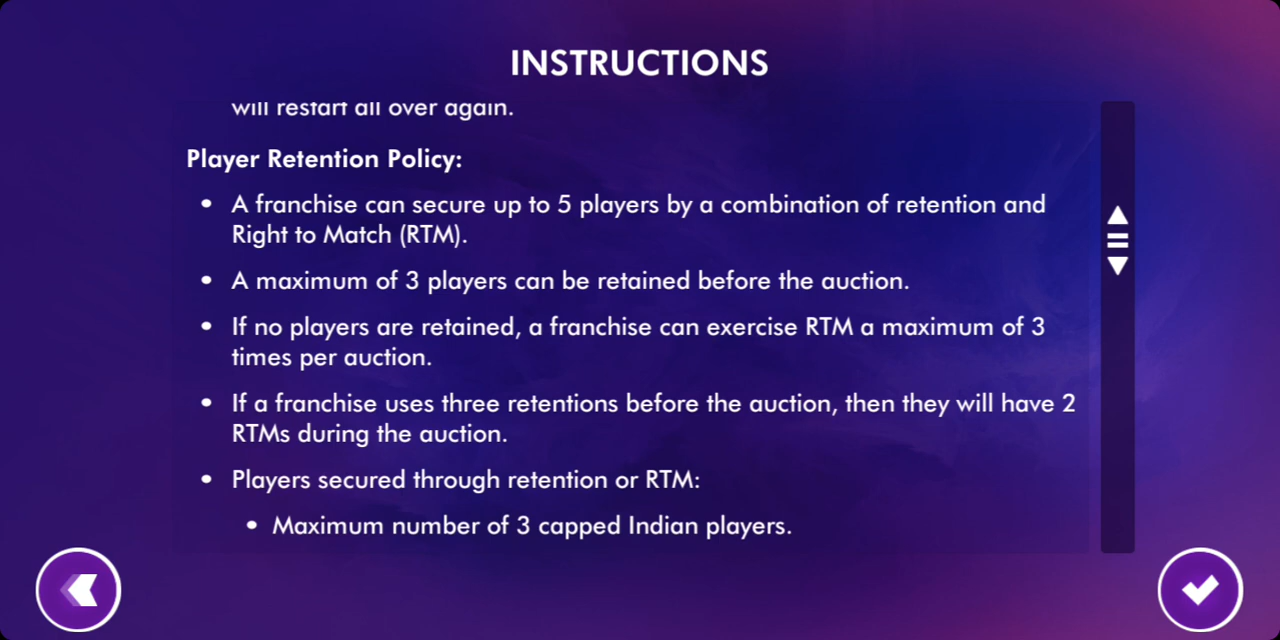 INSTRUCTIONS
will restart all over again.
Player Retention Policy:
• A franchise can secure up to 5 players by a combination of retention and
Right to Match (RTM).
• A maximum of 3 players can be retained before the auction.
• If no players are retained, a franchise can exercise RTM a maximum of 3
times per auction.
• If a franchise uses three retentions before the auction, then they will have 2
RTMs during the auction.
• Players secured through retention or RTM:
• Maximum number of 3 capped Indian players.